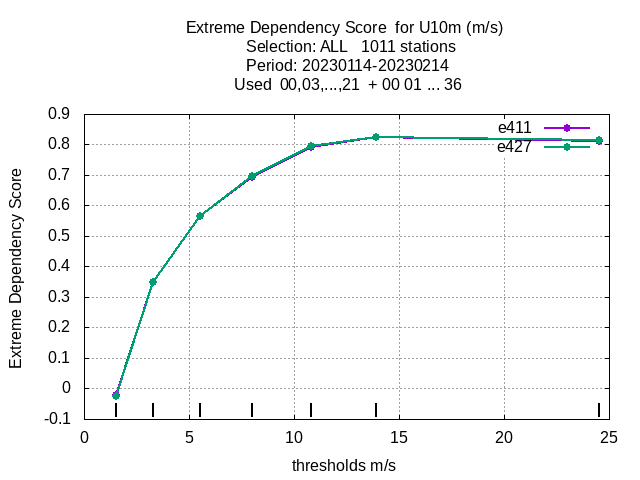 Extreme Dependency Score  for U10m (m/s)
Selection: ALL   1011 stations
Period: 20230114-20230214
Used  00,03,...,21  + 00 01 ... 36
0.9
0.8
0.7
0.6
0.5
0.4
0.3
0.2
0.1
0
-0.1
Extreme Dependency Score
e411
e427
0 5 10 15 20 25
thresholds m/s